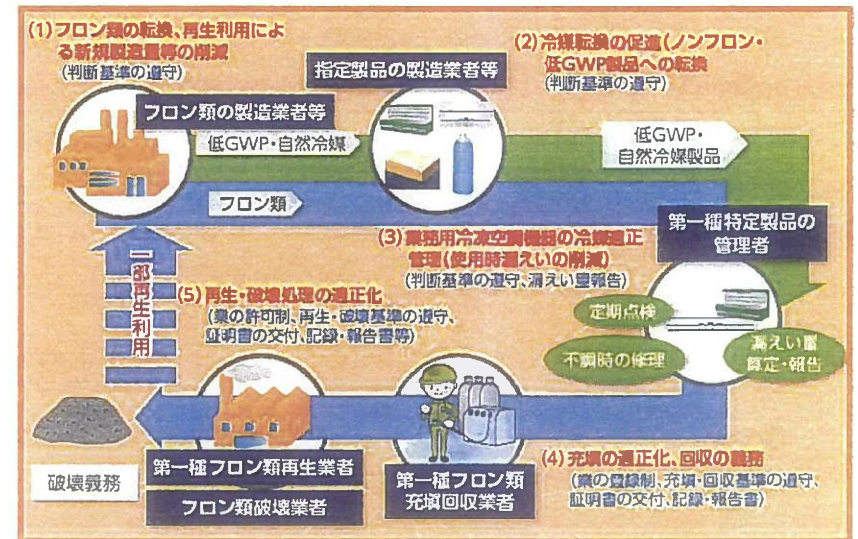 (1)フロン類の転換、再生利用によ
る新規製造量等の削減
(判断基準の遵守)
フロン類の製造業者等
指定製品の製造業者等
(2)冷媒転換の促進(ノンフロン・
低GWP製品への転換
(判断基準の遵守)
低GWP・自然冷媒
低GWP・
自然冷媒製品
フロン類
第一種特定製品の
管理者
(3)業務用冷凍空調機器の冷媒適正
管理(使用時漏えいの削減)
(判断基準の遵守、漏えい量報告)
定期点検
不調時の修理
漏えい量
算定・報告
一部再生利用
(5)再生・破壊処理の適正化
(業の許可制、再生・破壊基準の遵守、
証明書の交付、記録・報告書等)
破壊義務
第一種フロン類再生業者
フロン類破壊業者
第一種フロン類
充塡回収業者
(4)充塡の適正化、回収の義務
(業の登録制、充塡・回収基準の遵守、
証明書の交付、記録・報告書)